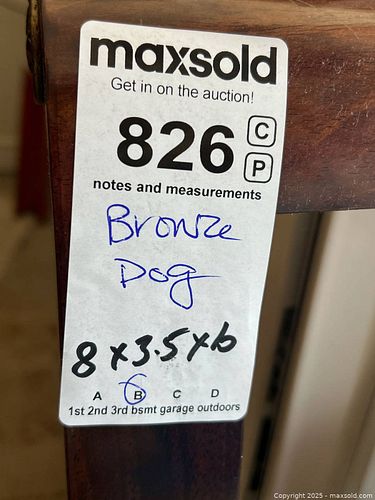 maxsold
Get in on the auction!
826 C
P
notes and measurements
Bronze
Dog
8 x 3.5 x 6
A B C D
1st 2nd 3rd bsmt garage outdoors
Copyright 2025 - maxsold.com